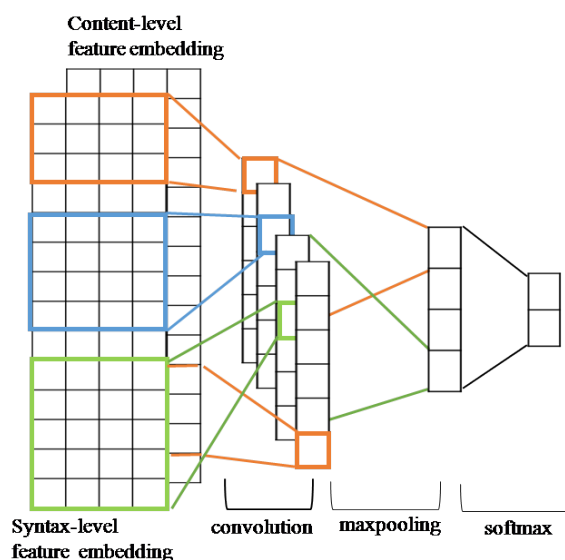 Content-level
feature embedding
Syntax-level
feature embedding
convolution
maxpooling
softmax